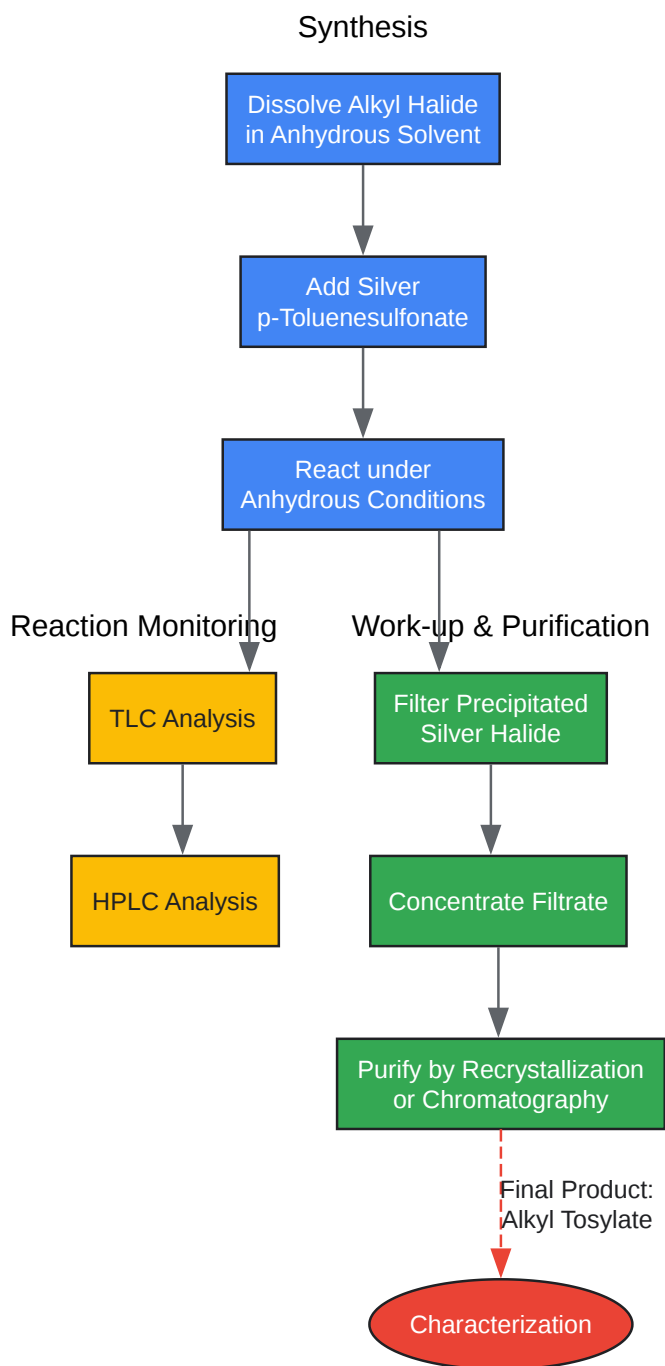 Synthesis
Dissolve Alkyl Halide
in Anhydrous Solvent
Add Silver
p-Toluenesulfonate
React under
Anhydrous Conditions
Reaction Monitoring
Work-up & Purification
TLC Analysis
Filter Precipitated
Silver Halide
HPLC Analysis
Concentrate Filtrate
Purify by Recrystallization
or Chromatography
Final Product:
Alkyl Tosylate
Characterization